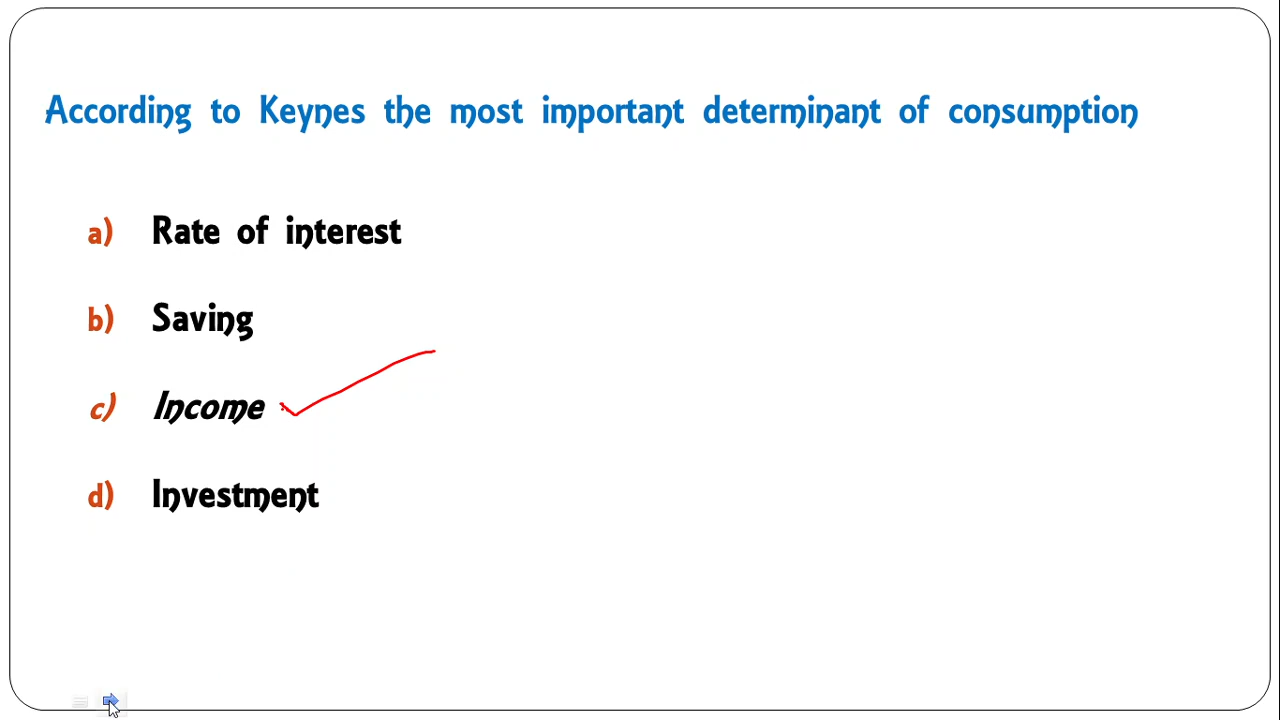 According to Keynes the most important determinant of consumption
a) Rate of interest
b) Saving
c) Income
d) Investment